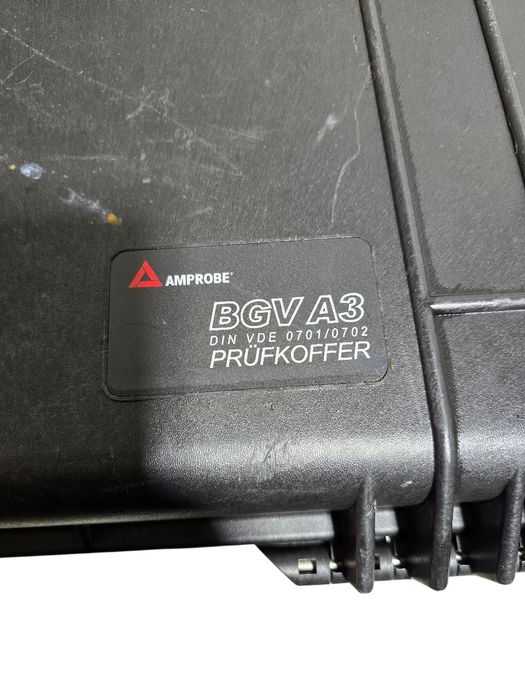 AMPROBE®
BGV A3
DIN VDE 0701/0702
PRÜFKOFFER